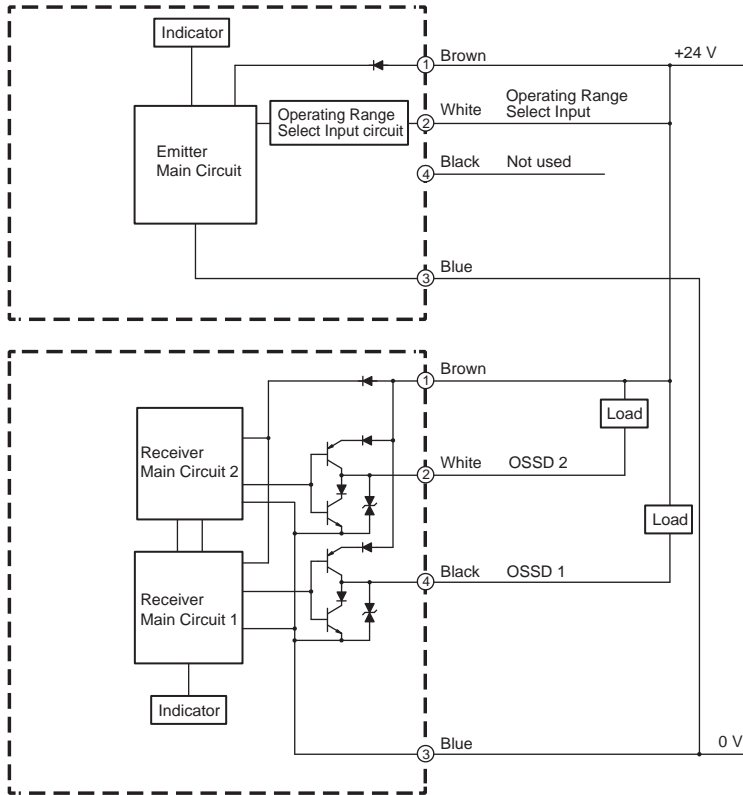 Indicator
1
Brown
+24 V
Emitter
Main Circuit
Operating Range
Select Input circuit
2
White
Operating Range
Select Input
4
Black
Not used
3
Blue
1
Brown
Load
Receiver
Main Circuit 2
2
White
OSSD 2
Load
Receiver
Main Circuit 1
4
Black
OSSD 1
Indicator
3
Blue
0 V